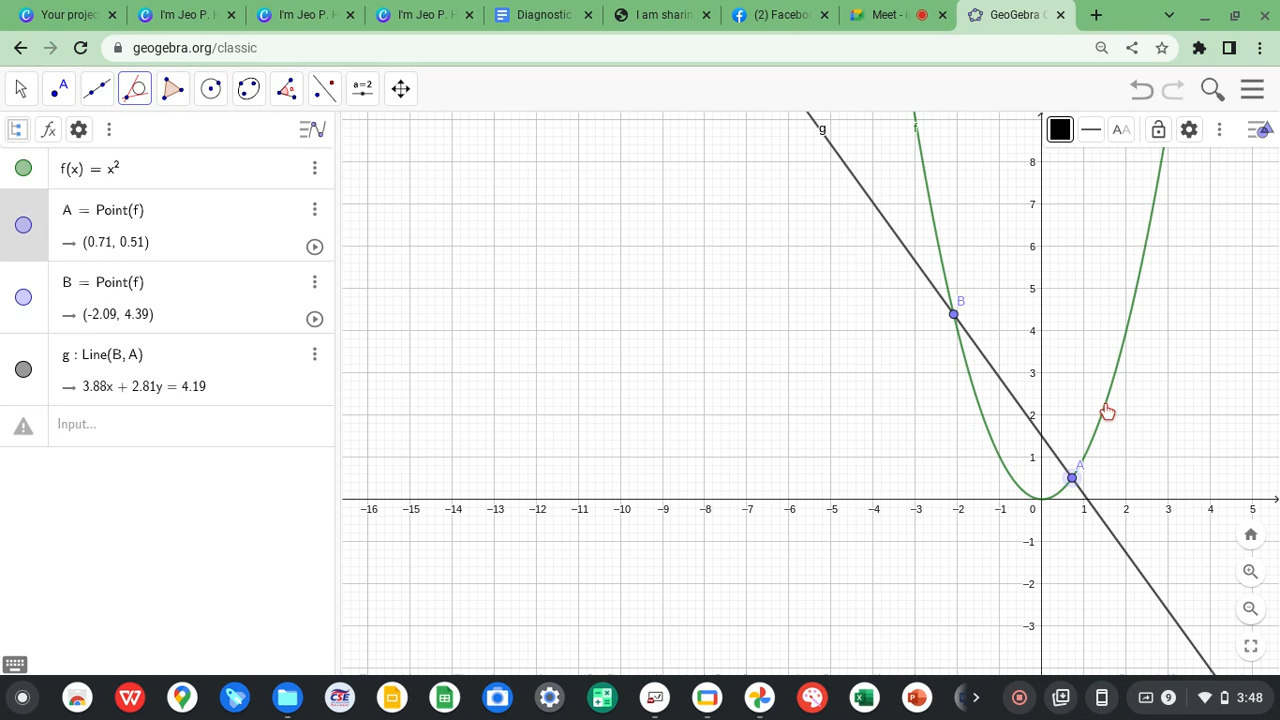 Your projec
I'm Jeo P. H
I'm Jeo P. H
I'm Jeo P. H
Diagnostic
I am sharin
(2) Facebo
Meet -
GeoGebra C
geogebra.org/classic
a=2
f(x) = x²
A = Point(f)
→ (0.71, 0.51)
B = Point(f)
→ (-2.09, 4.39)
g : Line(B, A)
→ 3.88x + 2.81y = 4.19
Input...
AA
g
f
B
A
8
7
6
5
4
3
2
1
–16 –15 –14 –13 –12 –11 –10 –9 –8 –7 –6 –5 –4 –3 –2 –1 0 1 2 3 4 5
–1
–2
–3
CSE
9
3:48